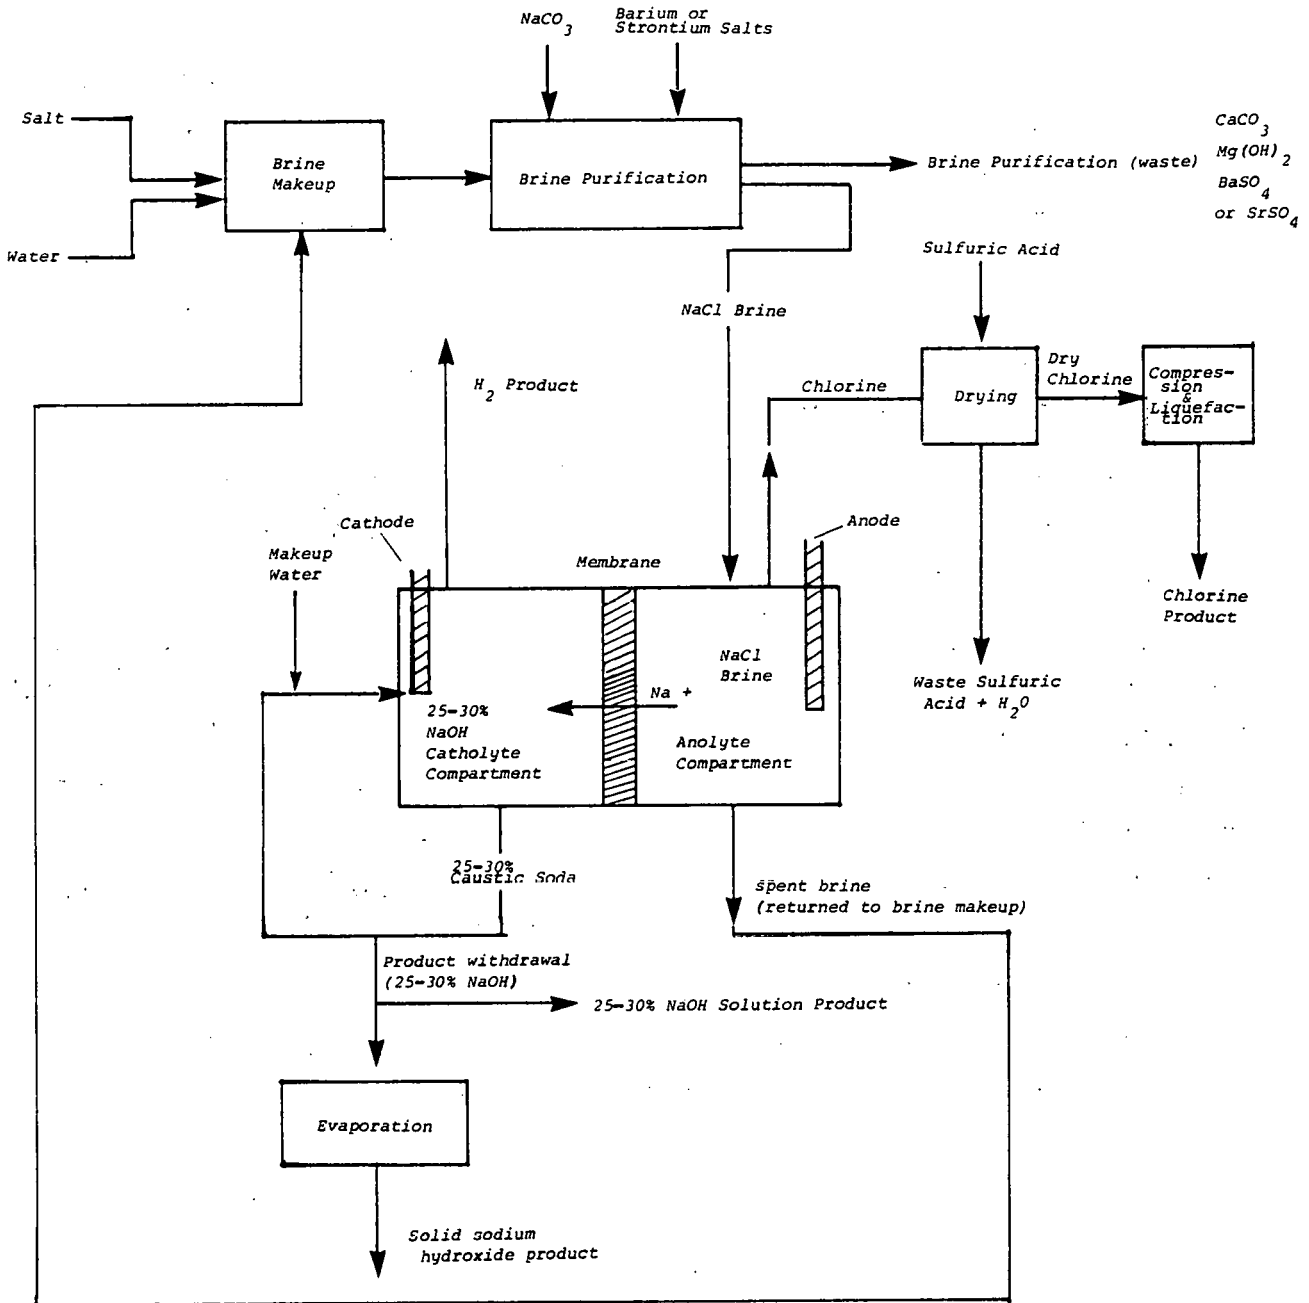 NaCO3
Barium or
Strontium Salts
Salt
Brine
Makeup
Brine Purification
Brine Purification (waste)
CaCO3
Mg(OH)2
BaSO4
or SrSO4
Water
Sulfuric Acid
NaCl Brine
H2 Product
Chlorine
Drying
Dry
Chlorine
Compres-
sion
&
Liquefac-
tion
Cathode
Anode
Makeup
Water
Membrane
Chlorine
Product
NaCl
Brine
Na +
25-30%
NaOH
Catholyte
Compartment
Anolyte
Compartment
Waste Sulfuric
Acid + H2O
25-30%
Caustic Soda
spent brine
(returned to brine makeup)
Product withdrawal
(25-30% NaOH)
25-30% NaOH Solution Product
Evaporation
Solid sodium
hydroxide product